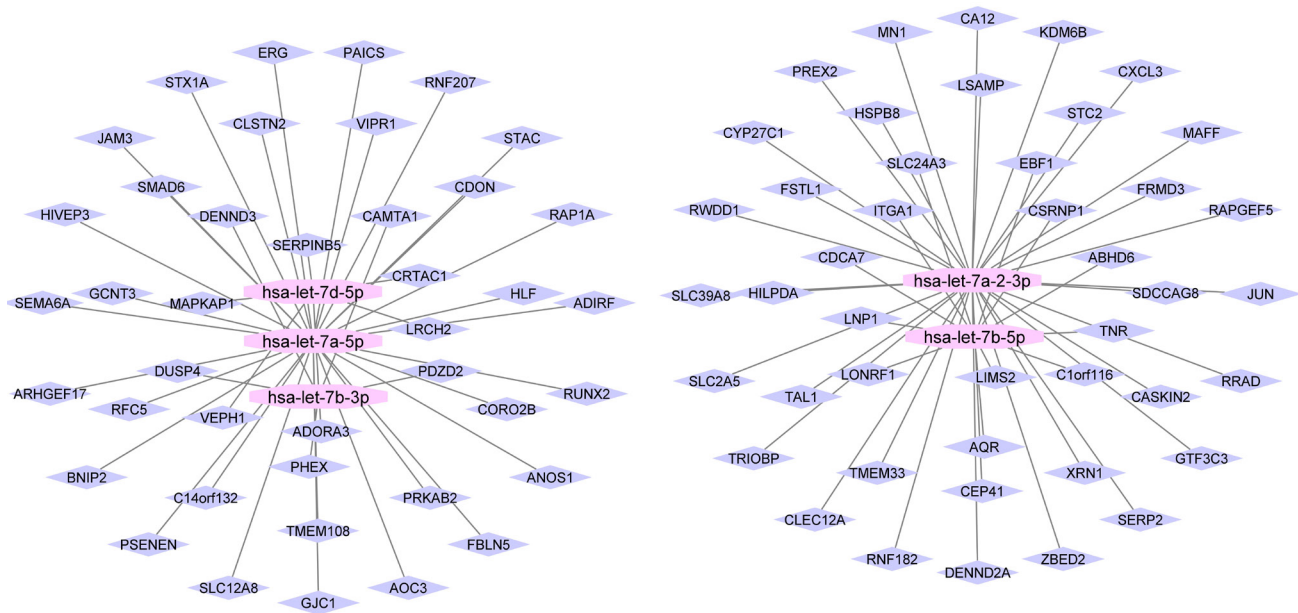 ERG
PAICS
STX1A
RNF207
CLSTN2
VIPR1
JAM3
STAC
SMAD6
CDON
HIVEP3
DENND3
CAMTA1
RAP1A
SERPINB5
CRTAC1
hsa-let-7d-5p
GCNT3
MAPKAP1
HLF
SEMA6A
ADIRF
LRCH2
hsa-let-7a-5p
DUSP4
PDZD2
ARHGEF17
hsa-let-7b-3p
RUNX2
RFC5
VEPH1
CORO2B
ADORA3
BNIP2
PHEX
ANOS1
C14orf132
PRKAB2
PSENEN
TMEM108
FBLN5
SLC12A8
AOC3
GJC1
CA12
MN1
KDM6B
PREX2
LSAMP
CXCL3
HSPB8
STC2
CYP27C1
MAFF
SLC24A3
EBF1
FSTL1
FRMD3
RWDD1
ITGA1
CSRNP1
RAPGEF5
CDCA7
ABHD6
hsa-let-7a-2-3p
SLC39A8
HILPDA
SDCCAG8
JUN
LNP1
TNR
hsa-let-7b-5p
SLC2A5
LONRF1
LIMS2
C1orf116
RRAD
TAL1
CASKIN2
AQR
TRIOBP
TMEM33
XRN1
GTF3C3
CEP41
CLEC12A
SERP2
RNF182
DENND2A
ZBED2